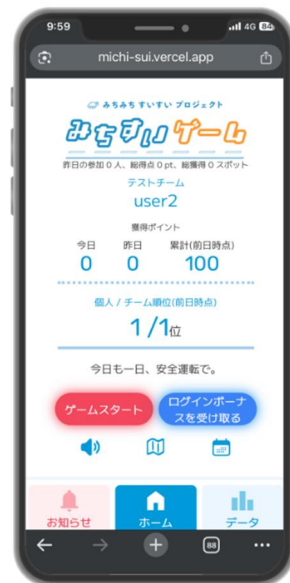 9:59
4G 84
michi-sui.vercel.app
みちみち すいすい プロジェクト
みちすいゲーム
昨日の参加 0 人、総得点 0 pt、総獲得 0 スポット
テストチーム
user2
獲得ポイント
今日 昨日 累計(前日時点)
0 0 100
個人 / チーム順位(前日時点)
1 /1位
今日も一日、安全運転で。
ゲームスタート
ログインボーナ
スを受け取る
お知らせ ホーム データ
88